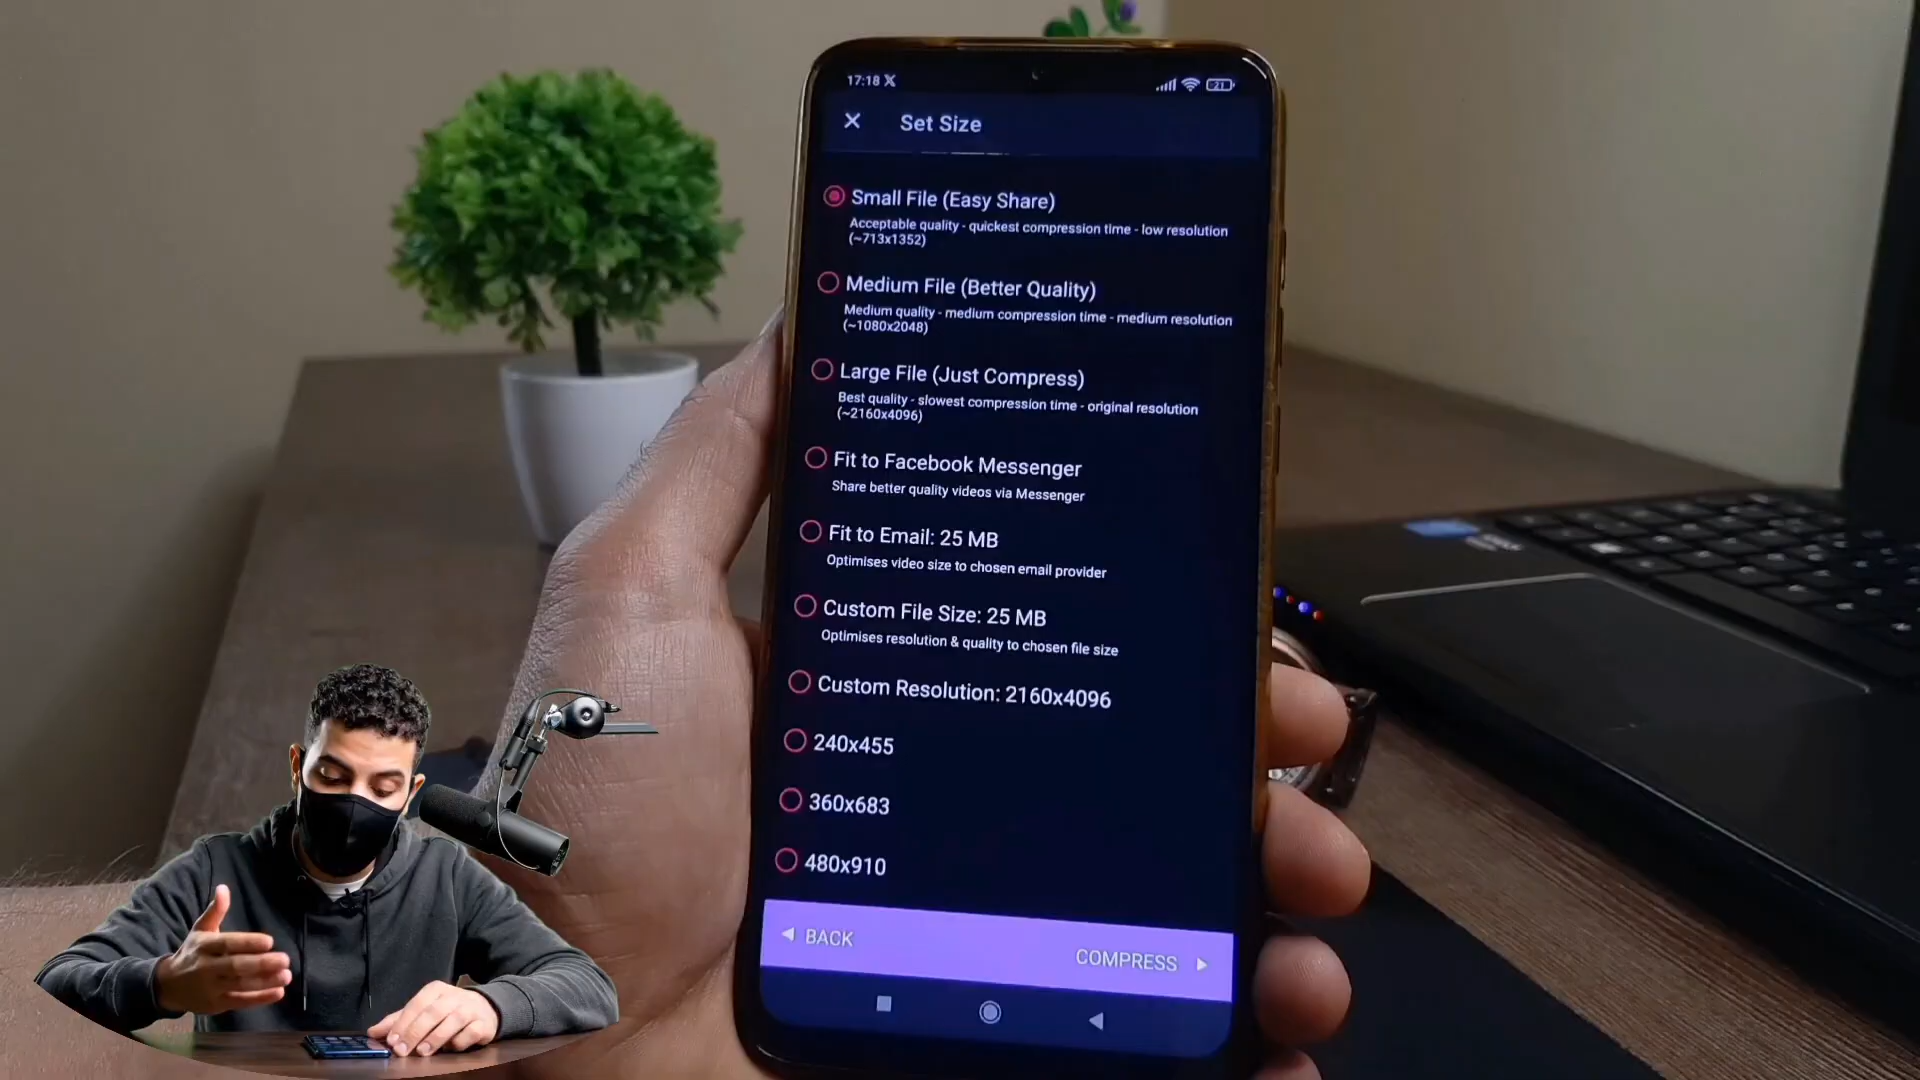 17:18
21
Set Size
Small File (Easy Share)
Acceptable quality - quickest compression time - low resolution
(~713x1352)
Medium File (Better Quality)
Medium quality - medium compression time - medium resolution
(~1080x2048)
Large File (Just Compress)
Best quality - slowest compression time - original resolution
(~2160x4096)
Fit to Facebook Messenger
Share better quality videos via Messenger
Fit to Email: 25 MB
Optimises video size to chosen email provider
Custom File Size: 25 MB
Optimises resolution & quality to chosen file size
Custom Resolution: 2160x4096
240x455
360x683
480x910
BACK
COMPRESS